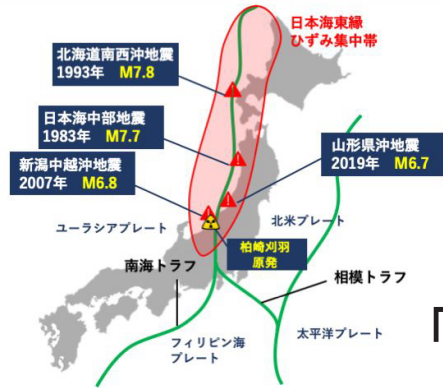 日本海東縁
ひずみ集中帯
北海道南西沖地震
1993年 M7.8
日本海中部地震
1983年 M7.7
新潟中越沖地震
2007年 M6.8
山形県沖地震
2019年 M6.7
ユーラシアプレート
北米プレート
柏崎刈羽
原発
南海トラフ
相模トラフ
フィリピン海
プレート
太平洋プレート
「